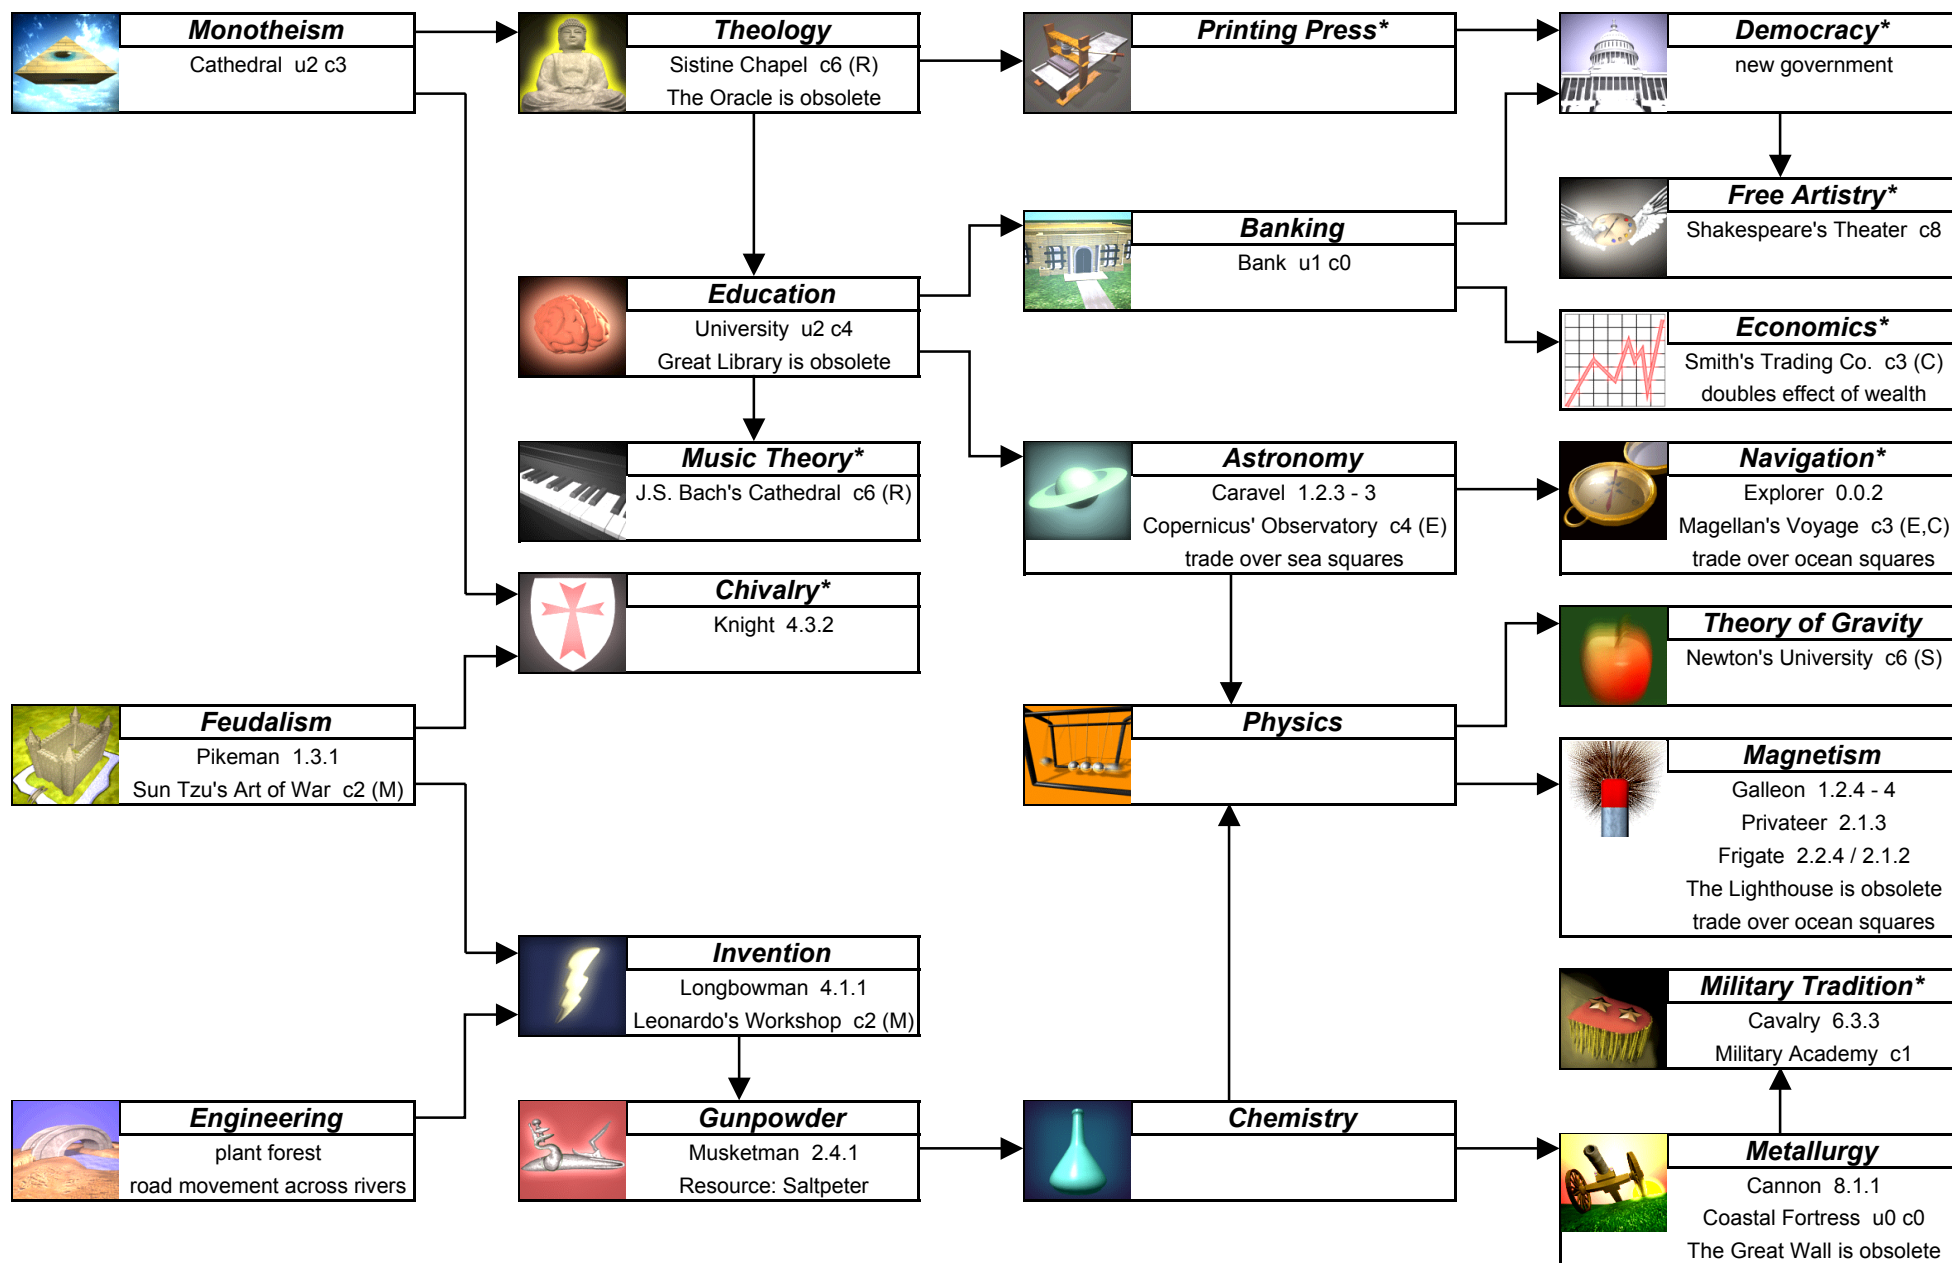 Monotheism
Cathedral  u2 c3
Theology
Sistine Chapel  c6 (R)
The Oracle is obsolete
Printing Press*
Democracy*
new government
Free Artistry*
Shakespeare's Theater  c8
Banking
Bank  u1 c0
Education
University  u2 c4
Great Library is obsolete
Economics*
Smith's Trading Co.  c3 (C)
doubles effect of wealth
Music Theory*
J.S. Bach's Cathedral  c6 (R)
Astronomy
Caravel  1.2.3 - 3
Copernicus' Observatory  c4 (E)
trade over sea squares
Navigation*
Explorer  0.0.2
Magellan's Voyage  c3 (E,C)
trade over ocean squares
Chivalry*
Knight  4.3.2
Theory of Gravity
Newton's University  c6 (S)
Feudalism
Pikeman  1.3.1
Sun Tzu's Art of War  c2 (M)
Physics
Magnetism
Galleon  1.2.4 - 4
Privateer  2.1.3
Frigate  2.2.4 / 2.1.2
The Lighthouse is obsolete
trade over ocean squares
Invention
Longbowman  4.1.1
Leonardo's Workshop  c2 (M)
Military Tradition*
Cavalry  6.3.3
Military Academy  c1
Engineering
plant forest
road movement across rivers
Gunpowder
Musketman  2.4.1
Resource: Saltpeter
Chemistry
Metallurgy
Cannon  8.1.1
Coastal Fortress  u0 c0
The Great Wall is obsolete